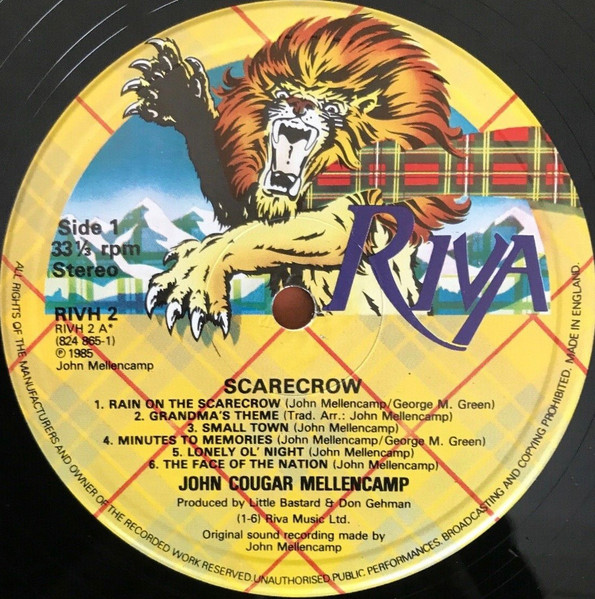 Side 1
33⅓ rpm
Stereo
RIVA
RIVH 2
RIVH 2 A*
(824 865-1)
℗ 1985
John Mellencamp
SCARECROW
1. RAIN ON THE SCARECROW (John Mellencamp/George M. Green)
2. GRANDMA'S THEME (Trad. Arr.: John Mellencamp)
3. SMALL TOWN (John Mellencamp)
4. MINUTES TO MEMORIES (John Mellencamp/George M. Green)
5. LONELY OL' NIGHT (John Mellencamp)
6. THE FACE OF THE NATION (John Mellencamp)
JOHN COUGAR MELLENCAMP
Produced by Little Bastard & Don Gehman
(1-6) Riva Music Ltd.
Original sound recording made by
John Mellencamp
ALL RIGHTS OF THE MANUFACTURERS AND OWNER OF THE RECORDED WORK RESERVED. UNAUTHORISED PUBLIC PERFORMANCES, BROADCASTING AND COPYING PROHIBITED. MADE IN ENGLAND.